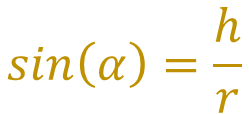 sin(α) = h/r